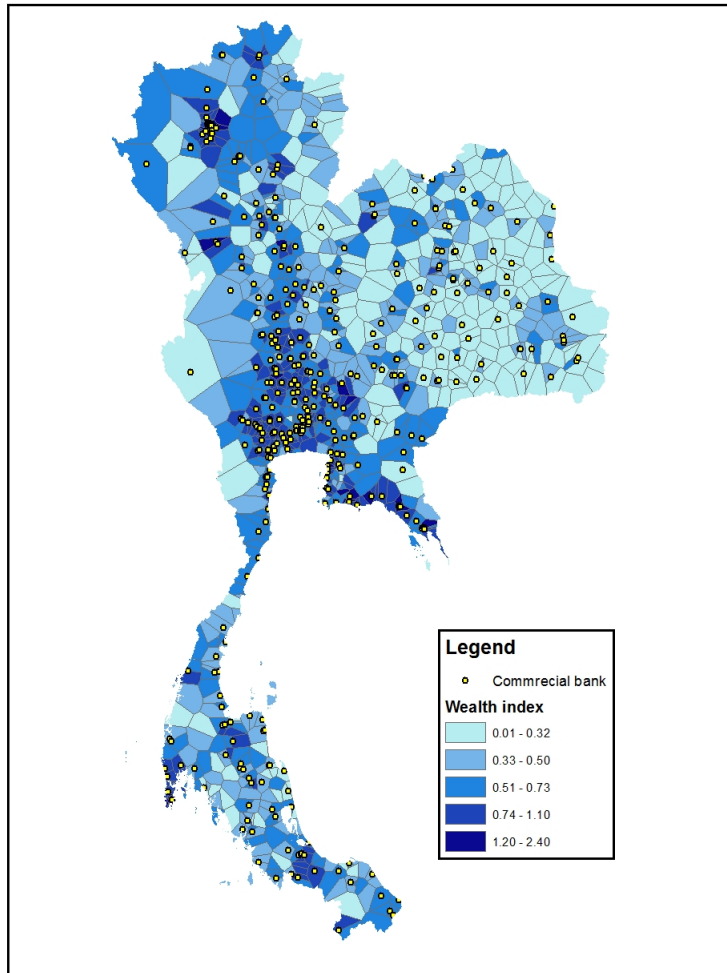 Legend
Commrecial bank
Wealth index
0.01 - 0.32
0.33 - 0.50
0.51 - 0.73
0.74 - 1.10
1.20 - 2.40